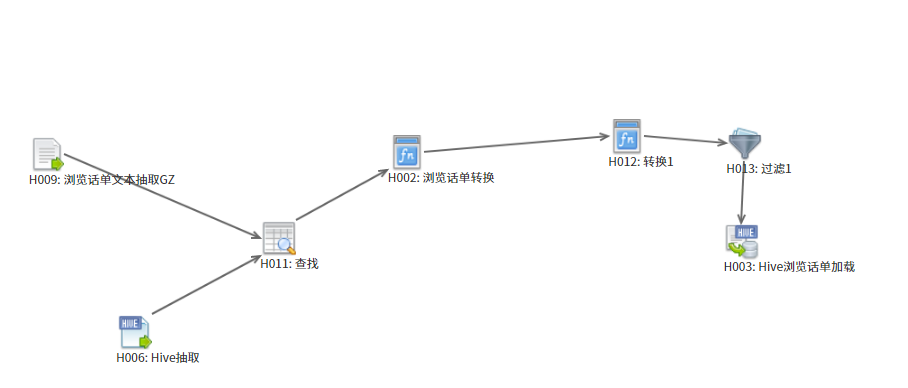 H009: 浏览话单文本抽取GZ
H011: 查找
H006: Hive抽取
H002: 浏览话单转换
H012: 转换1
H013: 过滤1
HIVE
H003: Hive浏览话单加载
HIVE